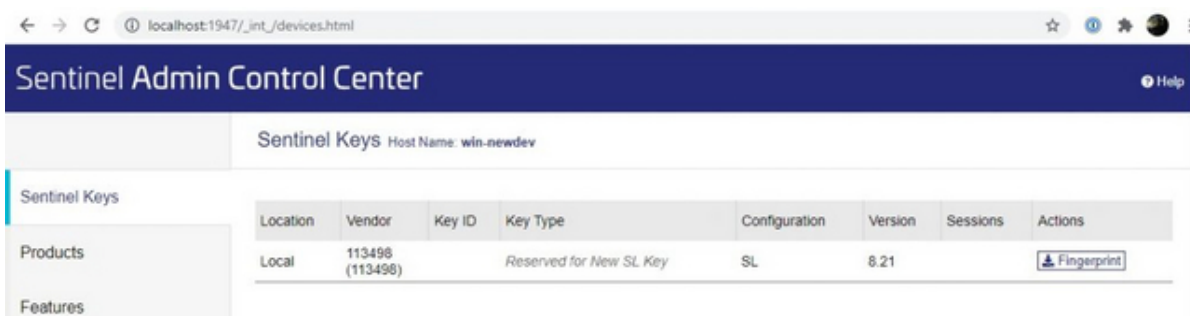 localhost:1947/_int_/devices.html
Sentinel Admin Control Center
Help
Sentinel Keys Host Name: win-newdev
Sentinel Keys
Products
Features
Location Vendor Key ID Key Type Configuration Version Sessions Actions
Local 113498 (113498) Reserved for New SL Key SL 8.21 Fingerprint